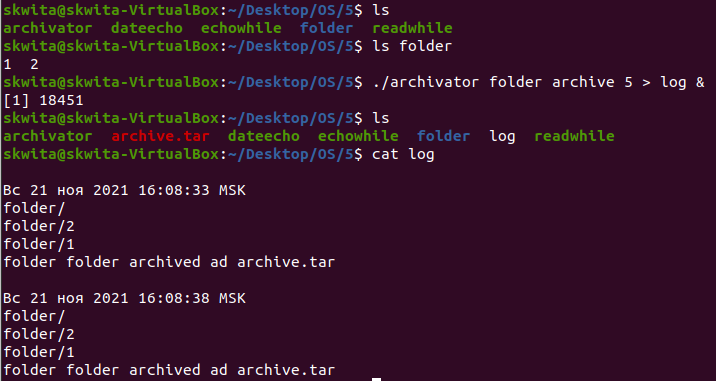 skwita@skwita-VirtualBox:~/Desktop/OS/5$ ls
archivator dateecho echowhile folder readwhile
skwita@skwita-VirtualBox:~/Desktop/OS/5$ ls folder
1 2
skwita@skwita-VirtualBox:~/Desktop/OS/5$ ./archivator folder archive 5 > log &
[1] 18451
skwita@skwita-VirtualBox:~/Desktop/OS/5$ ls
archivator archive.tar dateecho echowhile folder log readwhile
skwita@skwita-VirtualBox:~/Desktop/OS/5$ cat log
Вс 21 ноя 2021 16:08:33 MSK
folder/
folder/2
folder/1
folder folder archived ad archive.tar
Вс 21 ноя 2021 16:08:38 MSK
folder/
folder/2
folder/1
folder folder archived ad archive.tar